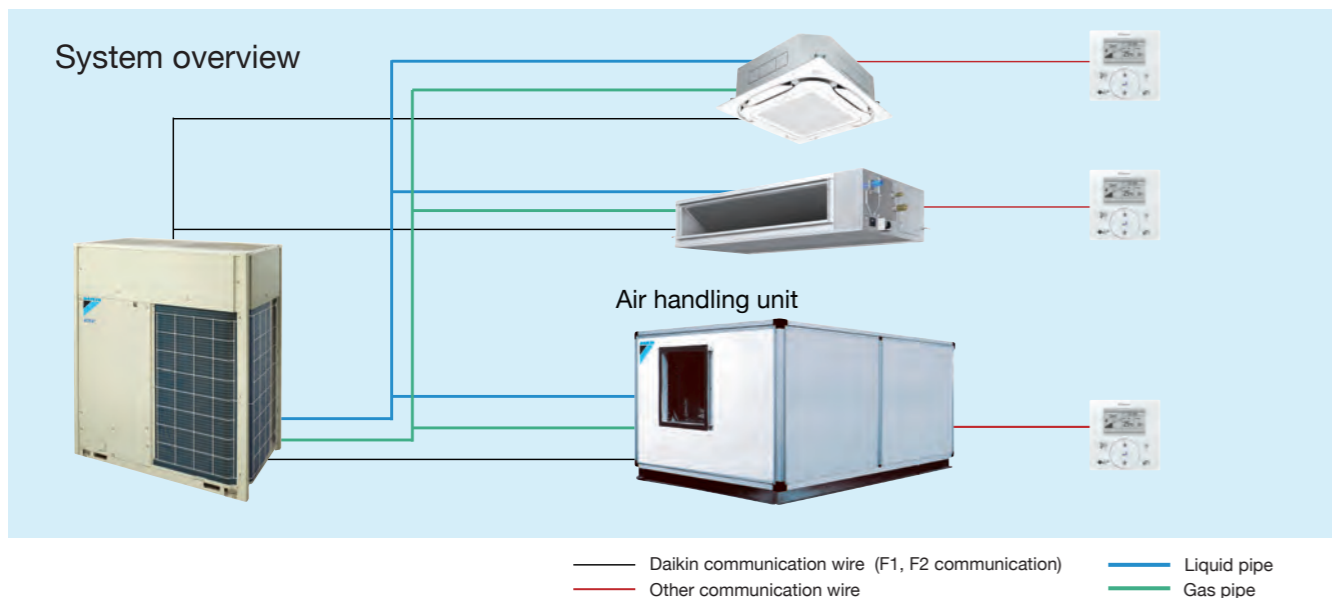 System overview
Air handling unit
Daikin communication wire (F1, F2 communication)
Other communication wire
Liquid pipe
Gas pipe